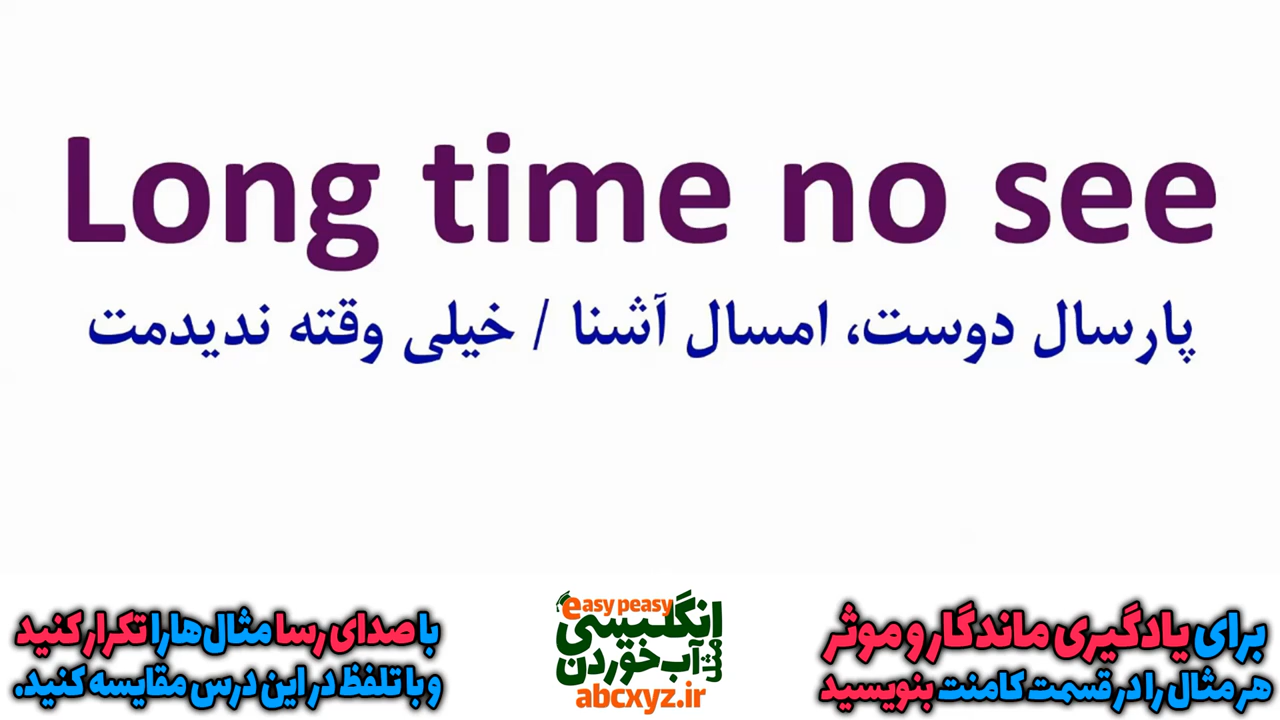 Long time no see
پارسال دوست، امسال آشنا / خیلی وقته ندیدمت
برای یادگیری ماندگار و موثر
هر مثال را در قسمت کامنت بنویسید
easy peasy
انگلیسی
مثل آب خوردن
abcxyz.ir
با صدای رسا مثال‌ها را تکرار کنید
و با تلفظ در این درس مقایسه کنید.